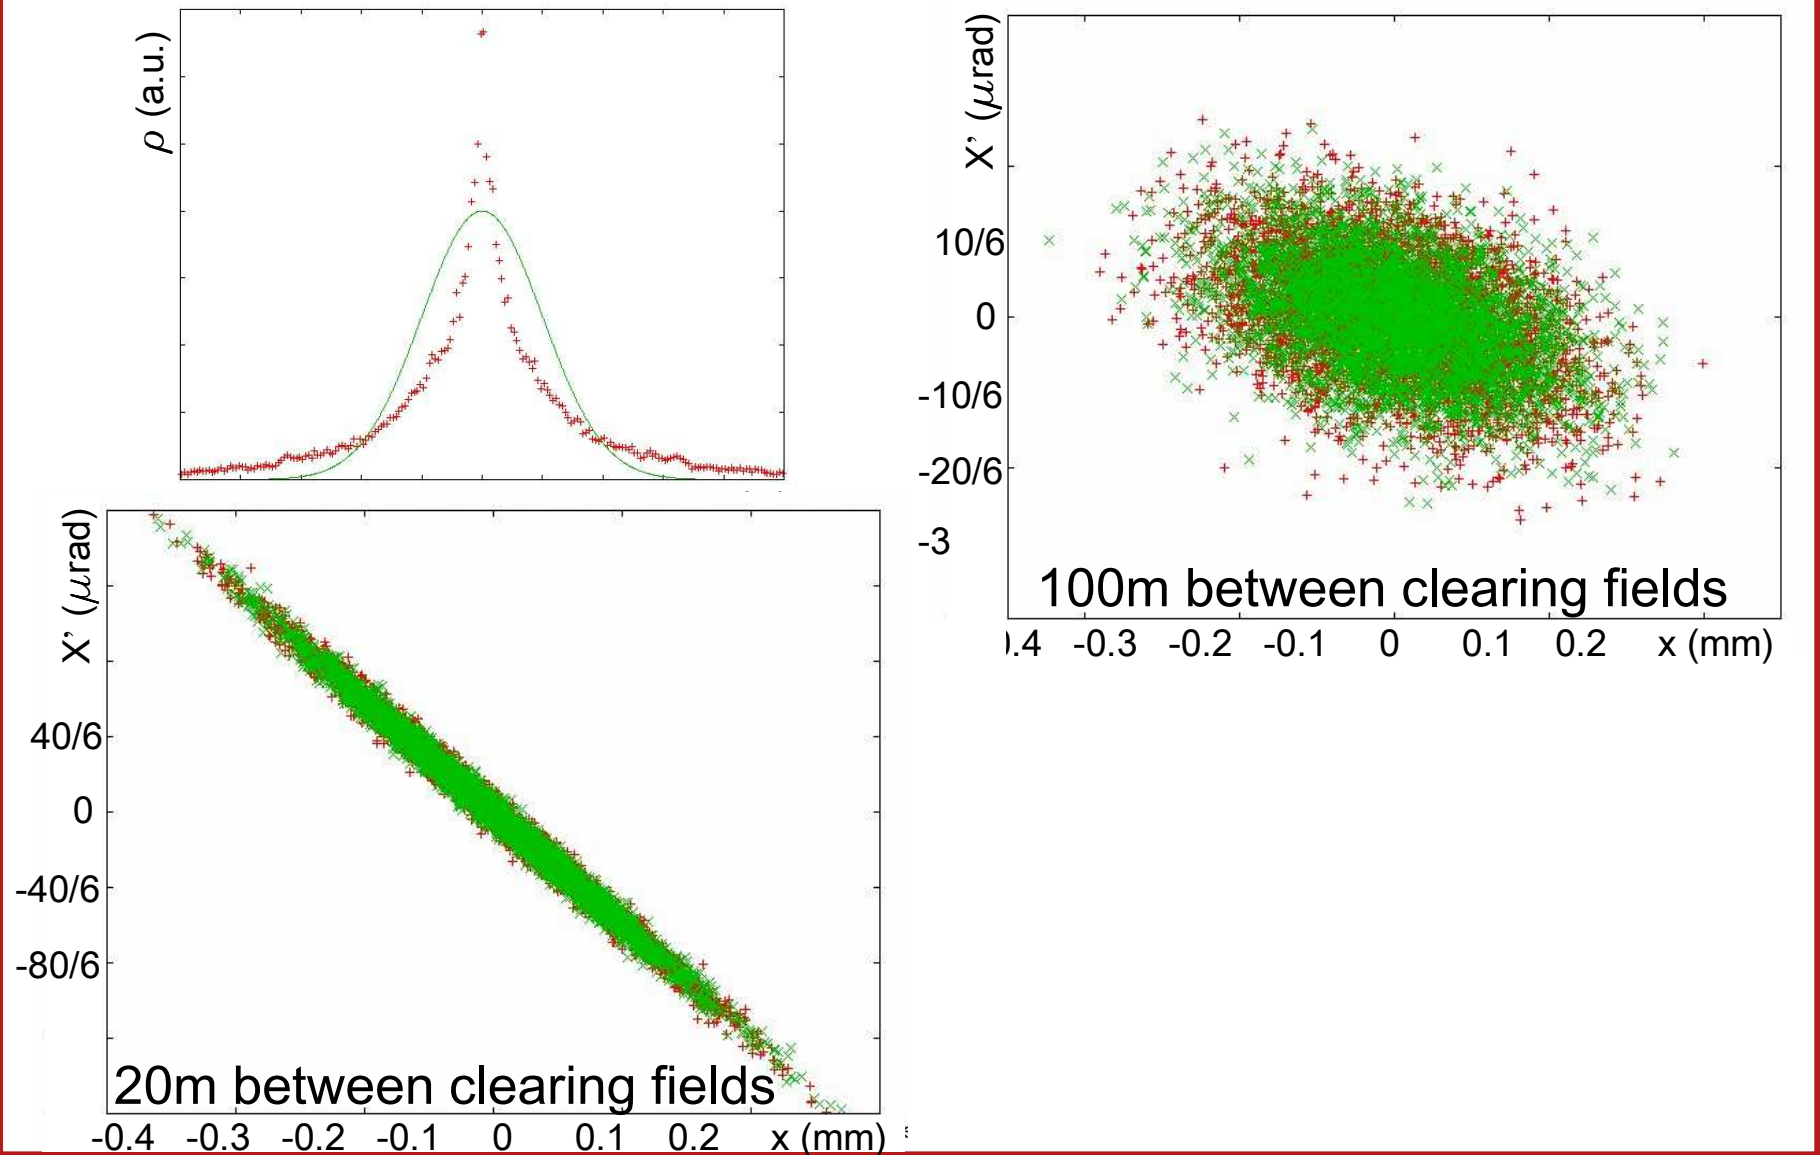 ρ (a.u.)
X’ (μrad)
10/6
0
-10/6
-20/6
-3
100m between clearing fields
).4 -0.3 -0.2 -0.1 0 0.1 0.2 x (mm)
X’ (μrad)
40/6
0
-40/6
-80/6
20m between clearing fields
-0.4 -0.3 -0.2 -0.1 0 0.1 0.2 x (mm)